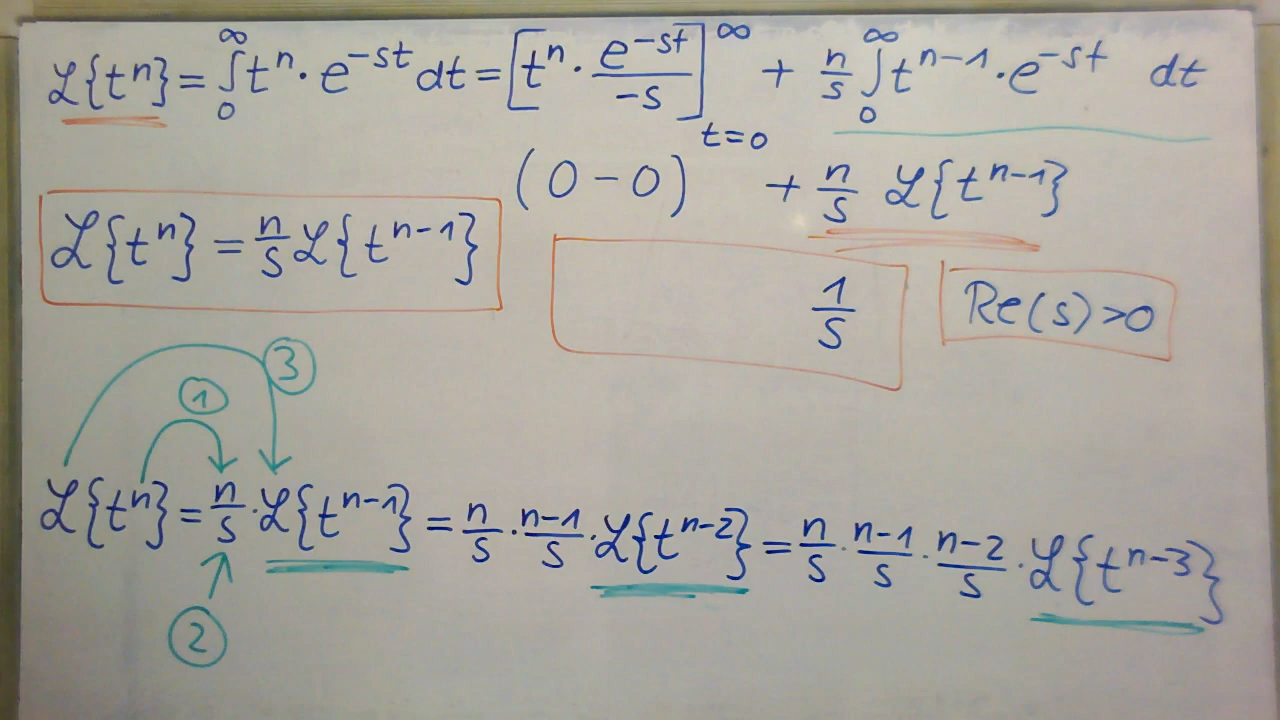 ℒ{tⁿ} = ∫₀^∞ tⁿ · e^(-st) dt = [tⁿ · e^(-st)/(-s)]_(t=0)^∞ + n/s ∫₀^∞ t^(n-1) · e^(-st) dt
(0 - 0) + n/s ℒ{t^(n-1)}
ℒ{tⁿ} = n/s ℒ{t^(n-1)}
1/s
Re(s)>0
3
1
ℒ{tⁿ} = n/s · ℒ{t^(n-1)} = n/s · n-1/s · ℒ{t^(n-2)} = n/s · n-1/s · n-2/s · ℒ{t^(n-3)}
2